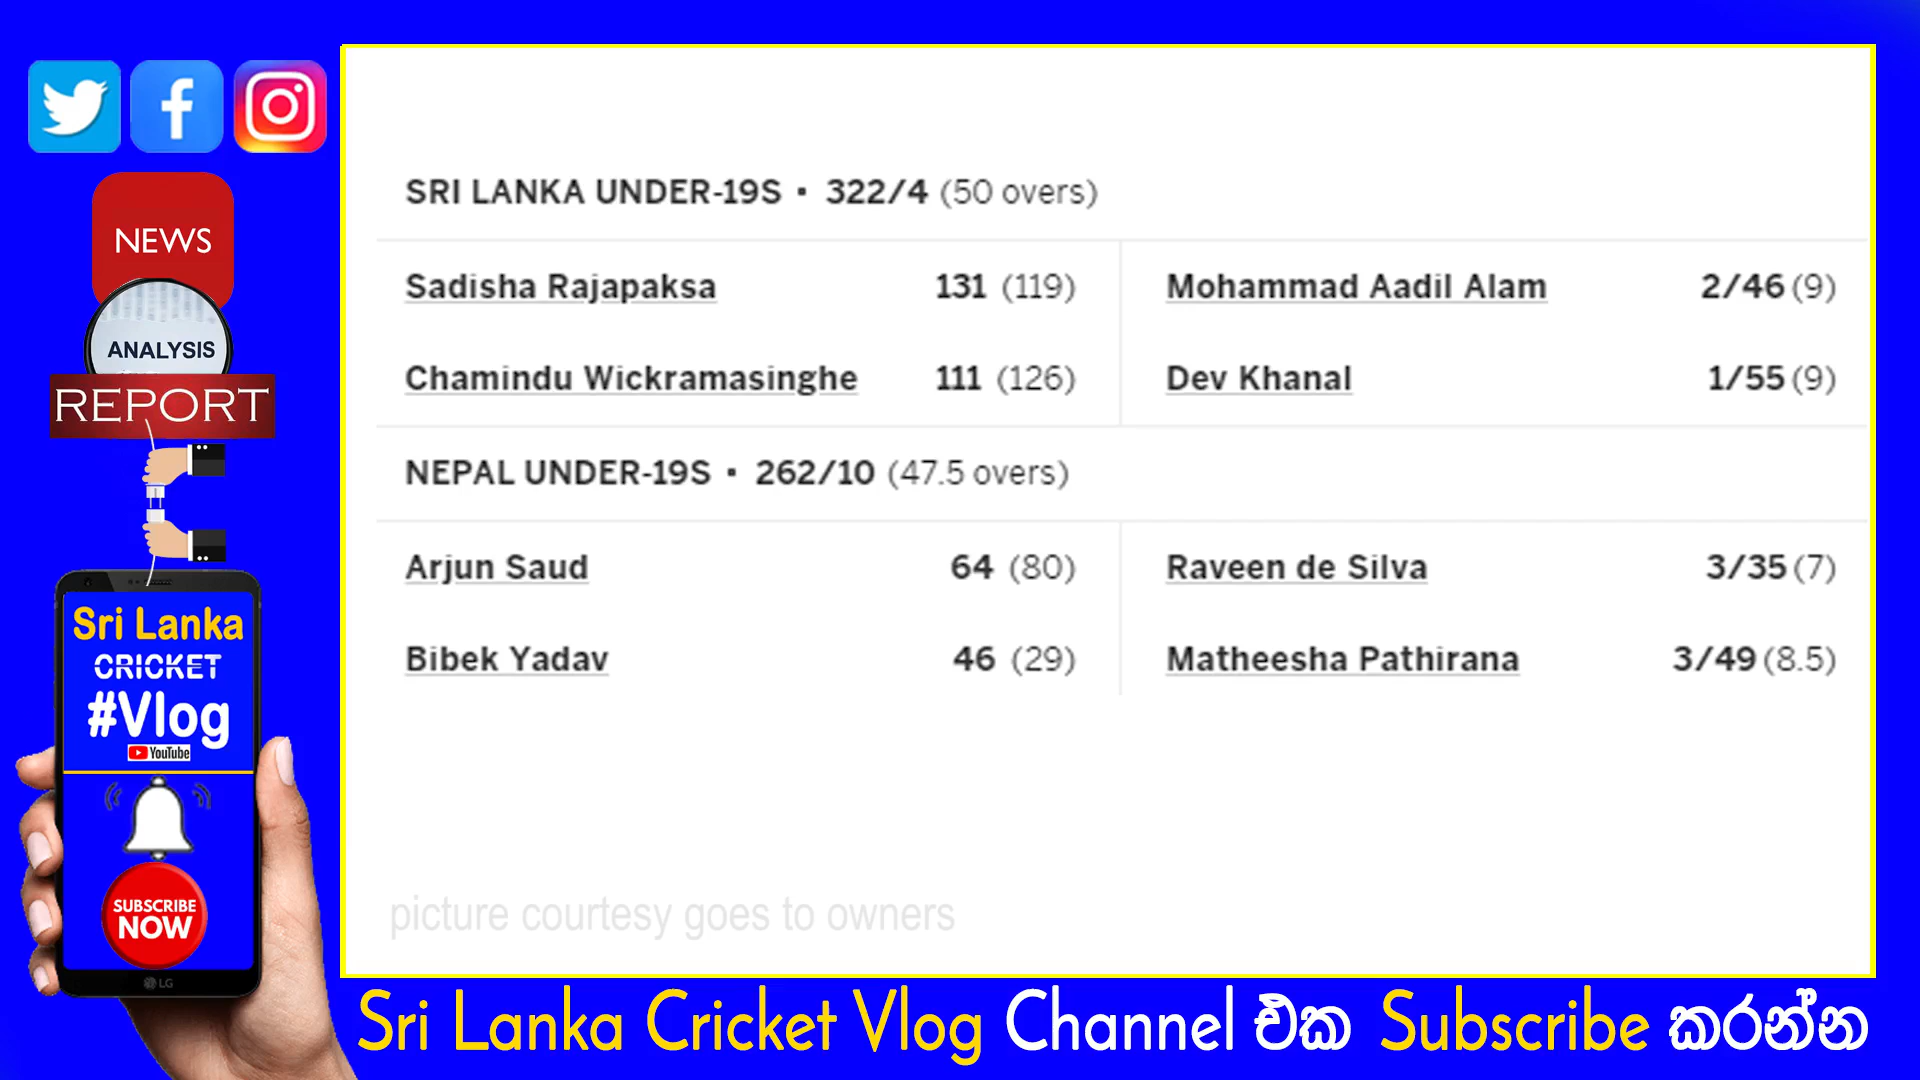 NEWS
ANALYSIS
REPORT
Sri Lanka
CRICKET
#Vlog
YouTube
SUBSCRIBE
NOW
LG
SRI LANKA UNDER-19S • 322/4 (50 overs)
Sadisha Rajapaksa 131 (119) Mohammad Aadil Alam 2/46 (9)
Chamindu Wickramasinghe 111 (126) Dev Khanal 1/55 (9)
NEPAL UNDER-19S • 262/10 (47.5 overs)
Arjun Saud 64 (80) Raveen de Silva 3/35 (7)
Bibek Yadav 46 (29) Matheesha Pathirana 3/49 (8.5)
picture courtesy goes to owners
Sri Lanka Cricket Vlog Channel එක Subscribe කරන්න